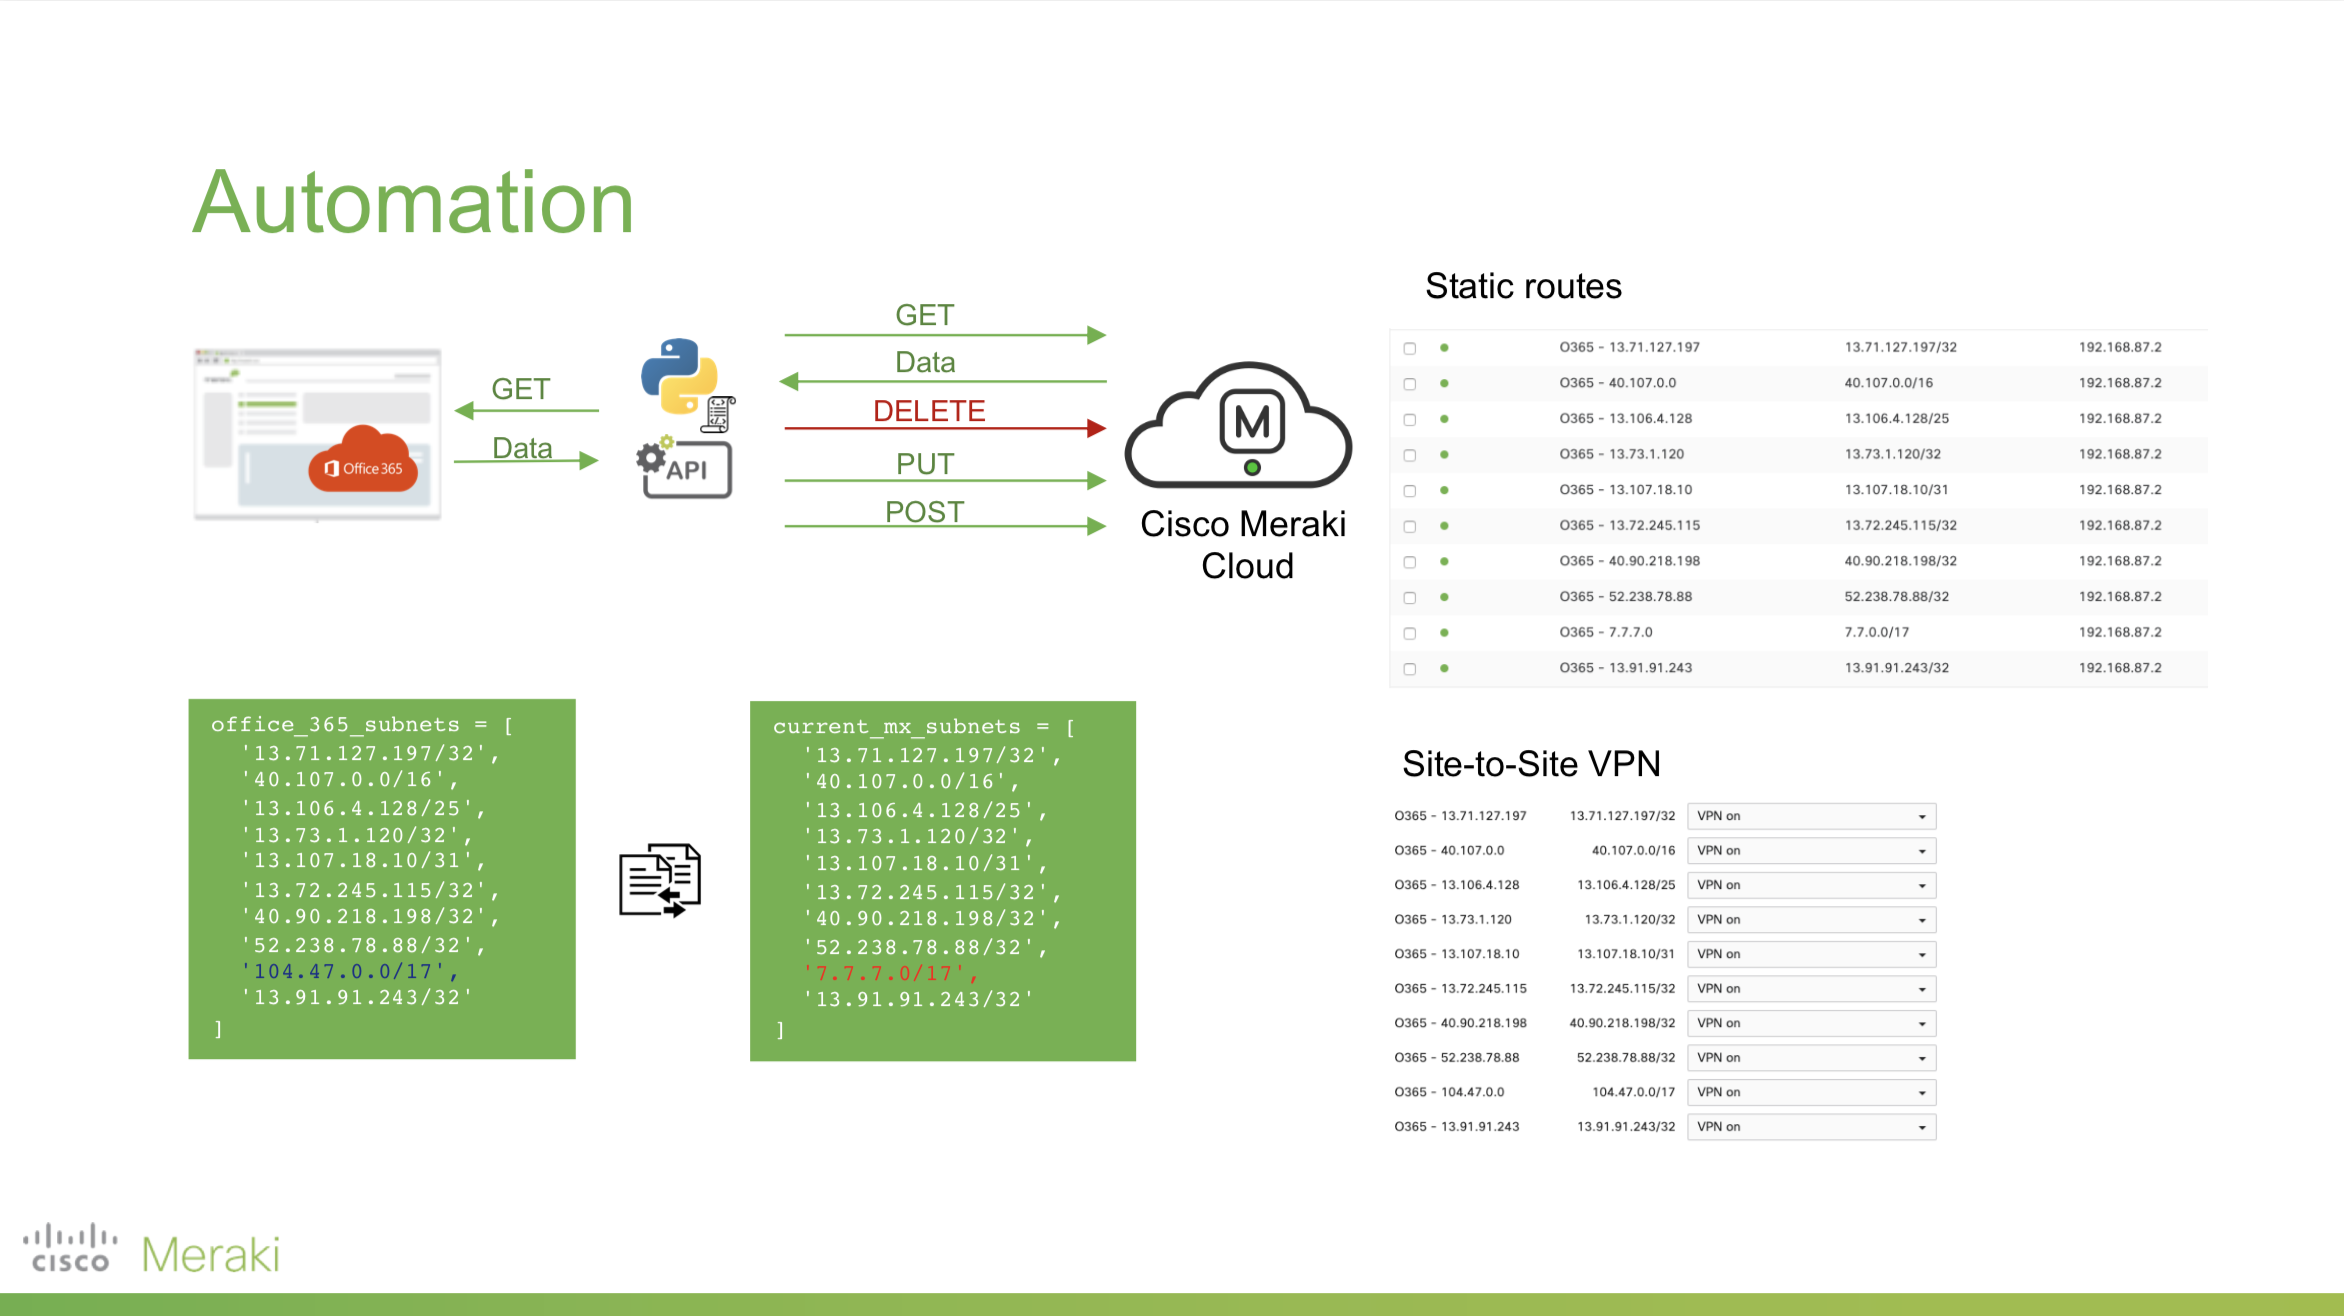 Automation
GET
Data
Office 365
API
GET
Data
DELETE
PUT
POST
M
Cisco Meraki
Cloud
Static routes
O365 - 13.71.127.197 13.71.127.197/32 192.168.87.2
O365 - 40.107.0.0 40.107.0.0/16 192.168.87.2
O365 - 13.106.4.128 13.106.4.128/25 192.168.87.2
O365 - 13.73.1.120 13.73.1.120/32 192.168.87.2
O365 - 13.107.18.10 13.107.18.10/31 192.168.87.2
O365 - 13.72.245.115 13.72.245.115/32 192.168.87.2
O365 - 40.90.218.198 40.90.218.198/32 192.168.87.2
O365 - 52.238.78.88 52.238.78.88/32 192.168.87.2
O365 - 7.7.7.0 7.7.0.0/17 192.168.87.2
O365 - 13.91.91.243 13.91.91.243/32 192.168.87.2
office_365_subnets = [
'13.71.127.197/32',
'40.107.0.0/16',
'13.106.4.128/25',
'13.73.1.120/32',
'13.107.18.10/31',
'13.72.245.115/32',
'40.90.218.198/32',
'52.238.78.88/32',
'104.47.0.0/17',
'13.91.91.243/32'
]
current_mx_subnets = [
'13.71.127.197/32',
'40.107.0.0/16',
'13.106.4.128/25',
'13.73.1.120/32',
'13.107.18.10/31',
'13.72.245.115/32',
'40.90.218.198/32',
'52.238.78.88/32',
'7.7.7.0/17',
'13.91.91.243/32'
]
Site-to-Site VPN
O365 - 13.71.127.197 13.71.127.197/32 VPN on
O365 - 40.107.0.0 40.107.0.0/16 VPN on
O365 - 13.106.4.128 13.106.4.128/25 VPN on
O365 - 13.73.1.120 13.73.1.120/32 VPN on
O365 - 13.107.18.10 13.107.18.10/31 VPN on
O365 - 13.72.245.115 13.72.245.115/32 VPN on
O365 - 40.90.218.198 40.90.218.198/32 VPN on
O365 - 52.238.78.88 52.238.78.88/32 VPN on
O365 - 104.47.0.0 104.47.0.0/17 VPN on
O365 - 13.91.91.243 13.91.91.243/32 VPN on
cisco Meraki